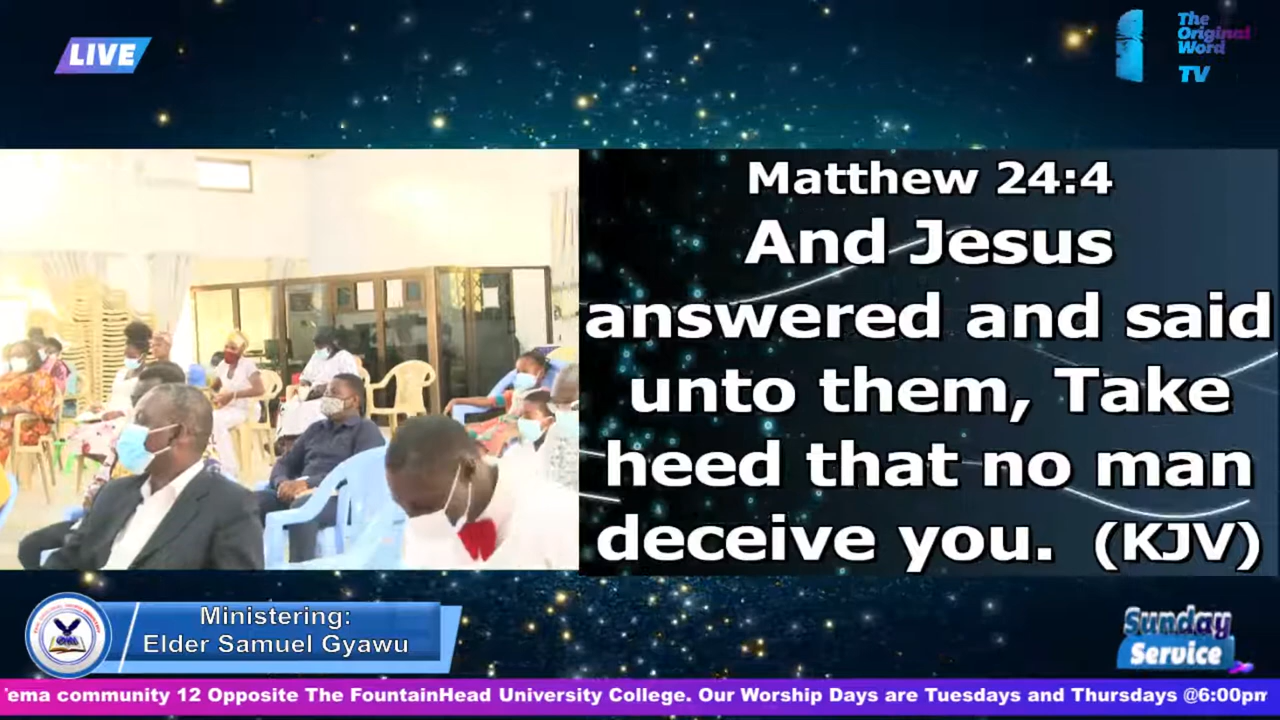 LIVE
The
Original
Word
TV
Matthew 24:4
And Jesus
answered and said
unto them, Take
heed that no man
deceive you. (KJV)
Ministering:
Elder Samuel Gyawu
Sunday
Service
ema community 12 Opposite The FountainHead University College. Our Worship Days are Tuesdays and Thursdays @6:00pm